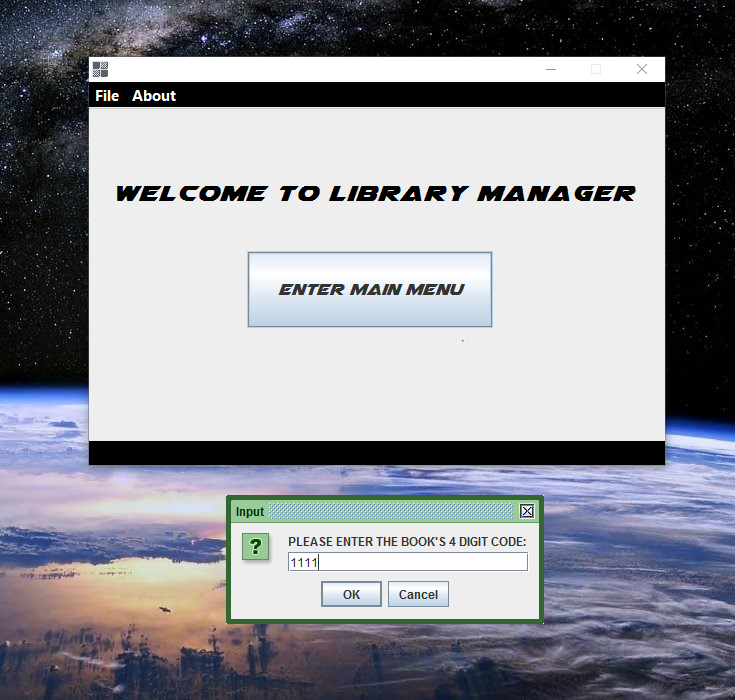 File About
WELCOME TO LIBRARY MANAGER
ENTER MAIN MENU
Input
?
PLEASE ENTER THE BOOK'S 4 DIGIT CODE:
1111
OK Cancel